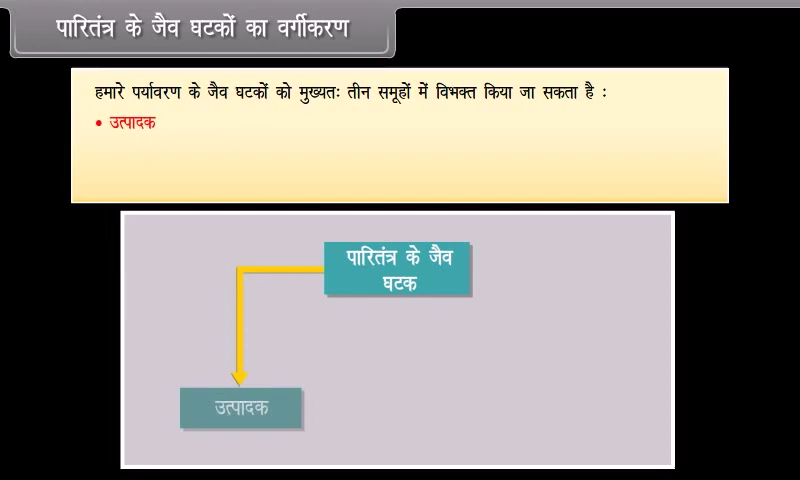 पारितंत्र के जैव घटकों का वर्गीकरण
हमारे पर्यावरण के जैव घटकों को मुख्यतः तीन समूहों में विभक्त किया जा सकता है :
• उत्पादक
पारितंत्र के जैव
घटक
उत्पादक